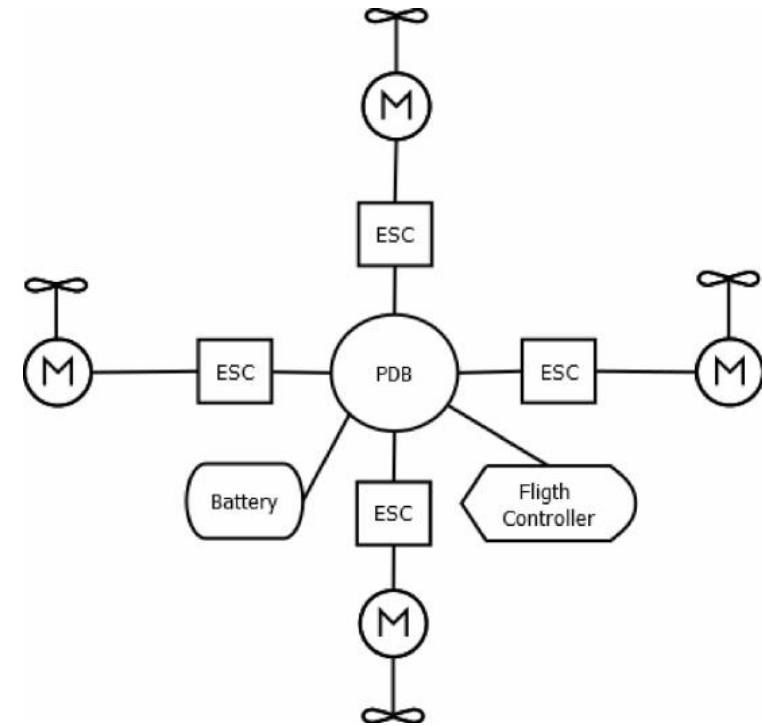 M
ESC
M
ESC
PDB
ESC
M
Battery
ESC
Fligth
Controller
M